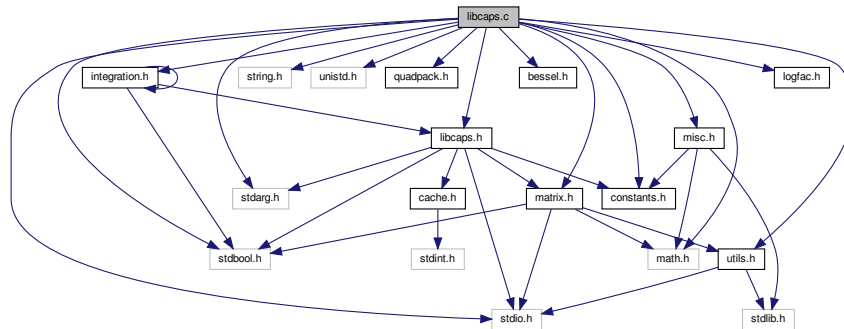 libcaps.c
integration.h
string.h
unistd.h
quadpack.h
bessel.h
logfac.h
libcaps.h
misc.h
stdarg.h
cache.h
matrix.h
constants.h
stdbool.h
stdint.h
math.h
utils.h
stdio.h
stdlib.h